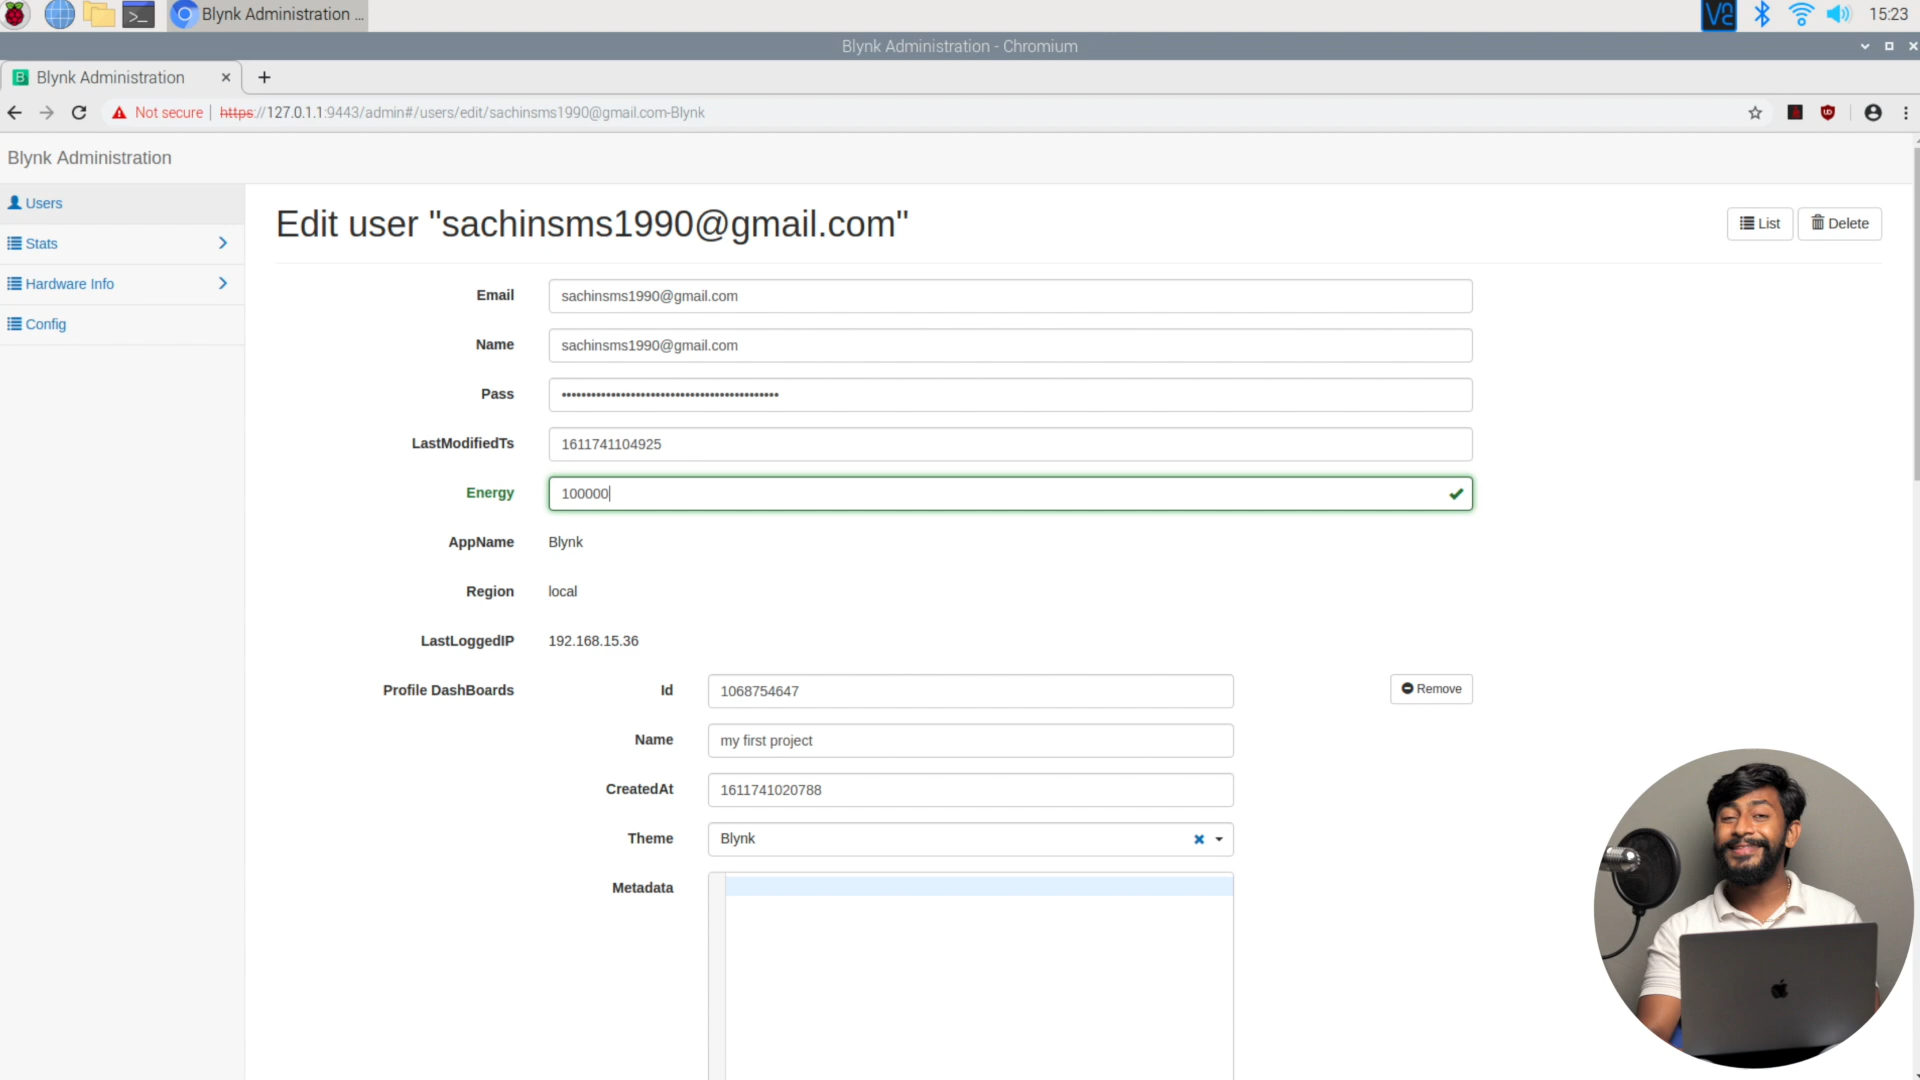 Blynk Administration ...
15:23
Blynk Administration - Chromium
Blynk Administration
Not secure | https://127.0.1.1:9443/admin#/users/edit/sachinsms1990@gmail.com-Blynk
Blynk Administration
Users
Stats
Hardware Info
Config
Edit user "sachinsms1990@gmail.com"
List
Delete
Email sachinsms1990@gmail.com
Name sachinsms1990@gmail.com
Pass
LastModifiedTs 1611741104925
Energy 100000
AppName Blynk
Region local
LastLoggedIP 192.168.15.36
Profile DashBoards Id 1068754647 Remove
Name my first project
CreatedAt 1611741020788
Theme Blynk
Metadata